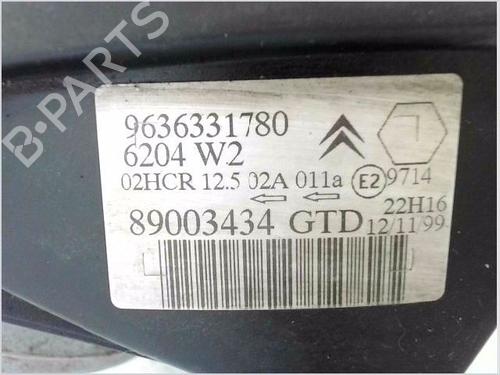 B-PARTS
9636331780
L
6204 W2
02HCR 12.5 02A 011a E2 9714
22H16
89003434 GTD 12/11/99